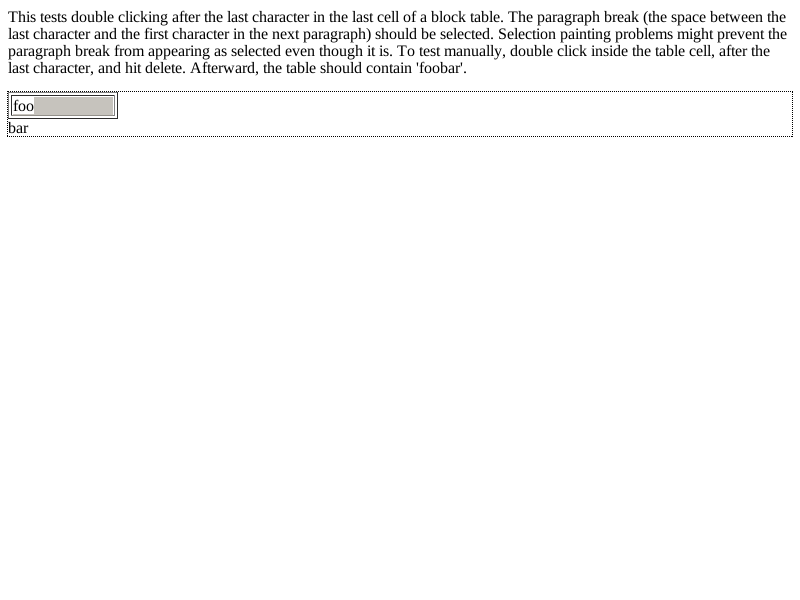 This tests double clicking after the last character in the last cell of a block table. The paragraph break (the space between the
last character and the first character in the next paragraph) should be selected. Selection painting problems might prevent the
paragraph break from appearing as selected even though it is. To test manually, double click inside the table cell, after the
last character, and hit delete. Afterward, the table should contain 'foobar'.
foo
bar